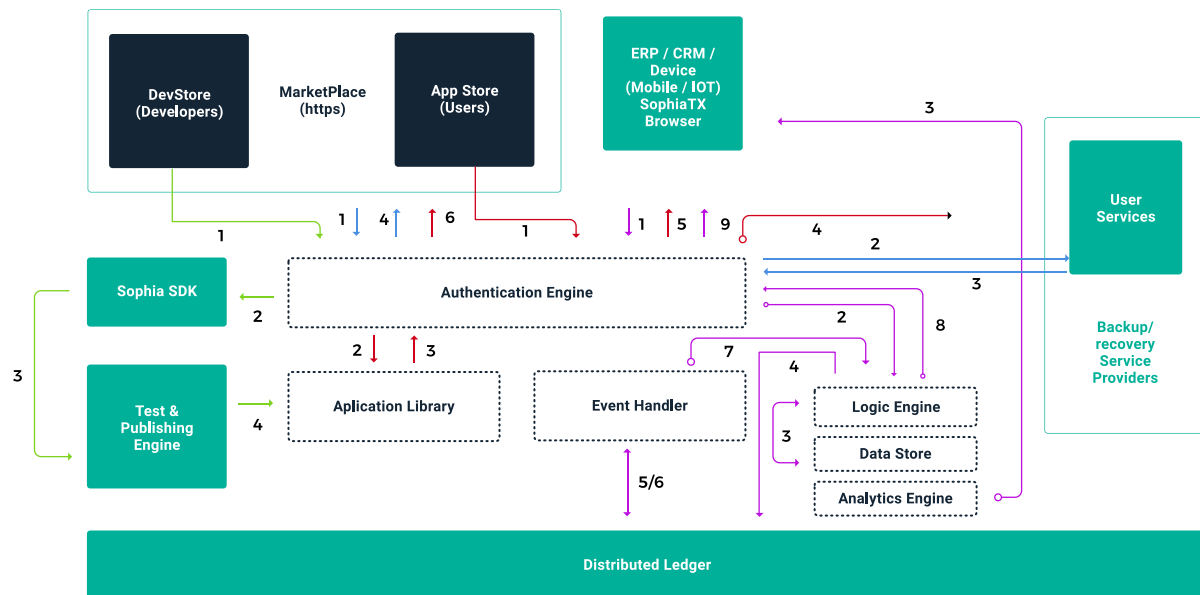 DevStore
(Developers)
MarketPlace
(https)
App Store
(Users)
ERP / CRM /
Device
(Mobile / IOT)
SophiaTX
Browser
3
User
Services
1
1
4
6
1
1
5
9
4
2
3
Sophia SDK
2
Authentication Engine
2
8
3
2
3
7
4
Backup/
recovery
Service
Providers
Test &
Publishing
Engine
4
Aplication Library
Event Handler
Logic Engine
3
Data Store
Analytics Engine
5/6
Distributed Ledger